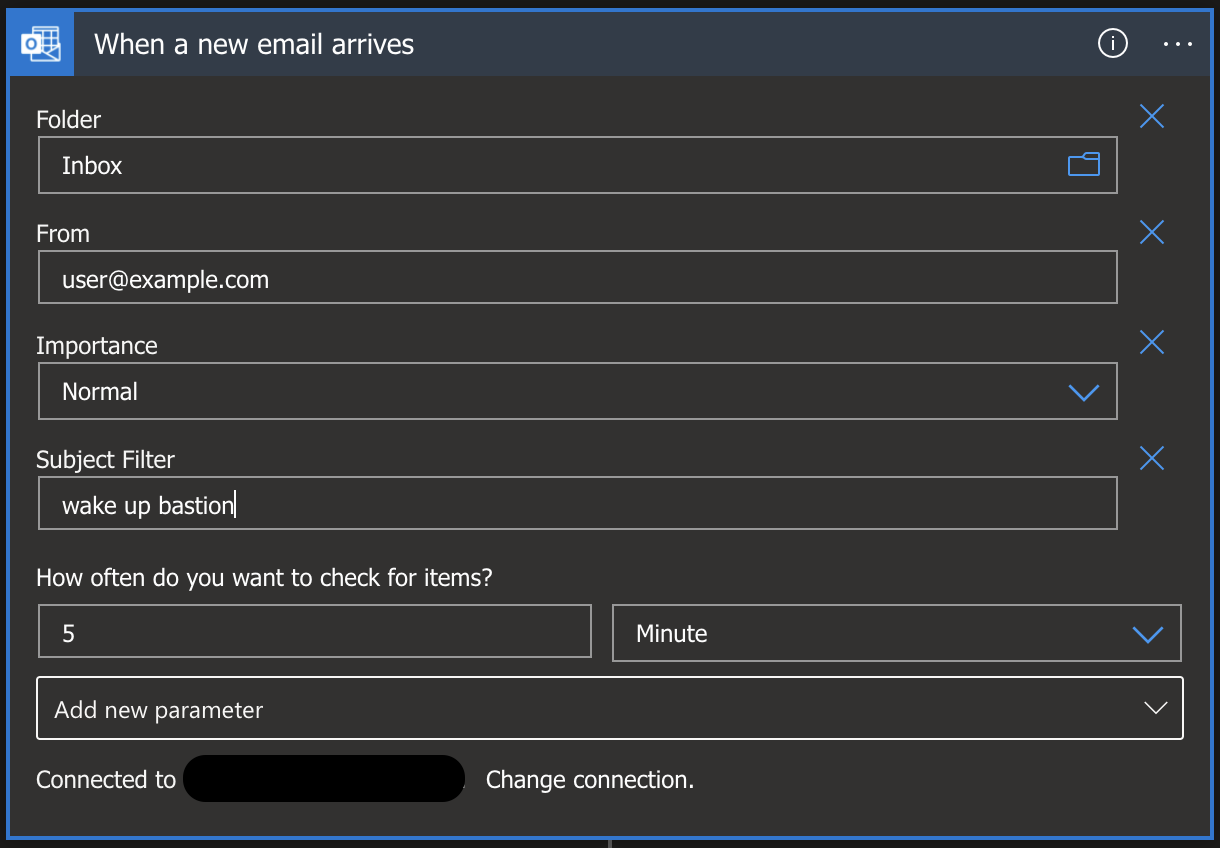 When a new email arrives
Folder
Inbox
From
user@example.com
Importance
Normal
Subject Filter
wake up bastion
How often do you want to check for items?
5 Minute
Add new parameter
Connected to Change connection.